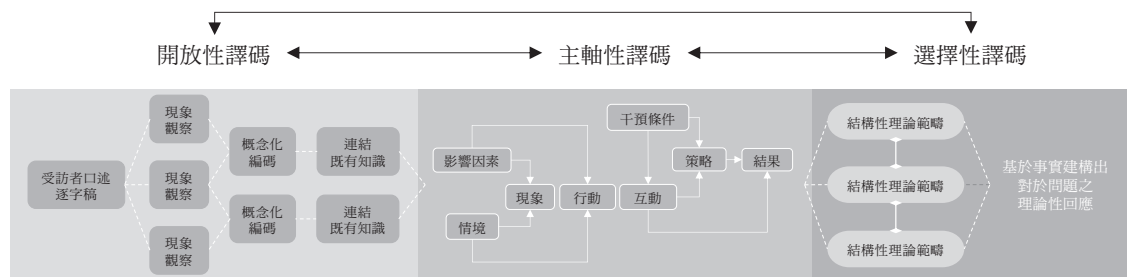 開放性譯碼
主軸性譯碼
選擇性譯碼
受訪者口述
逐字稿
現象
觀察
現象
觀察
現象
觀察
概念化
編碼
概念化
編碼
連結
既有知識
連結
既有知識
影響因素
情境
現象
行動
干預條件
互動
策略
結果
結構性理論範疇
結構性理論範疇
結構性理論範疇
基於事實建構出
對於問題之
理論性回應